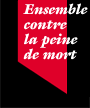 Ensemble
contre
la peine
de mort